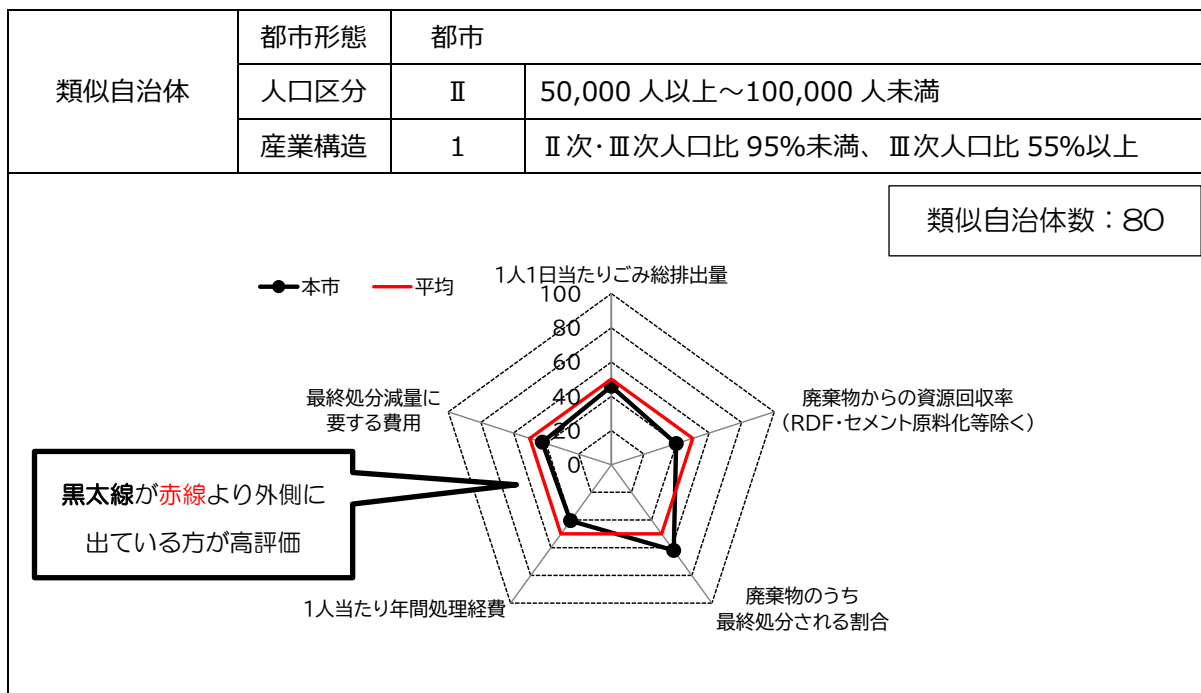 類似自治体
都市形態 都市
人口区分 Ⅱ 50,000 人以上～100,000 人未満
産業構造 1 Ⅱ次・Ⅲ次人口比 95%未満、Ⅲ次人口比 55%以上
類似自治体数：80
本市 平均
1人1日当たりごみ総排出量
100
80
60
40
20
0
廃棄物からの資源回収率
（RDF・セメント原料化等除く）
最終処分減量に
要する費用
黒太線が赤線より外側に
出ている方が高評価
1人当たり年間処理経費
廃棄物のうち
最終処分される割合